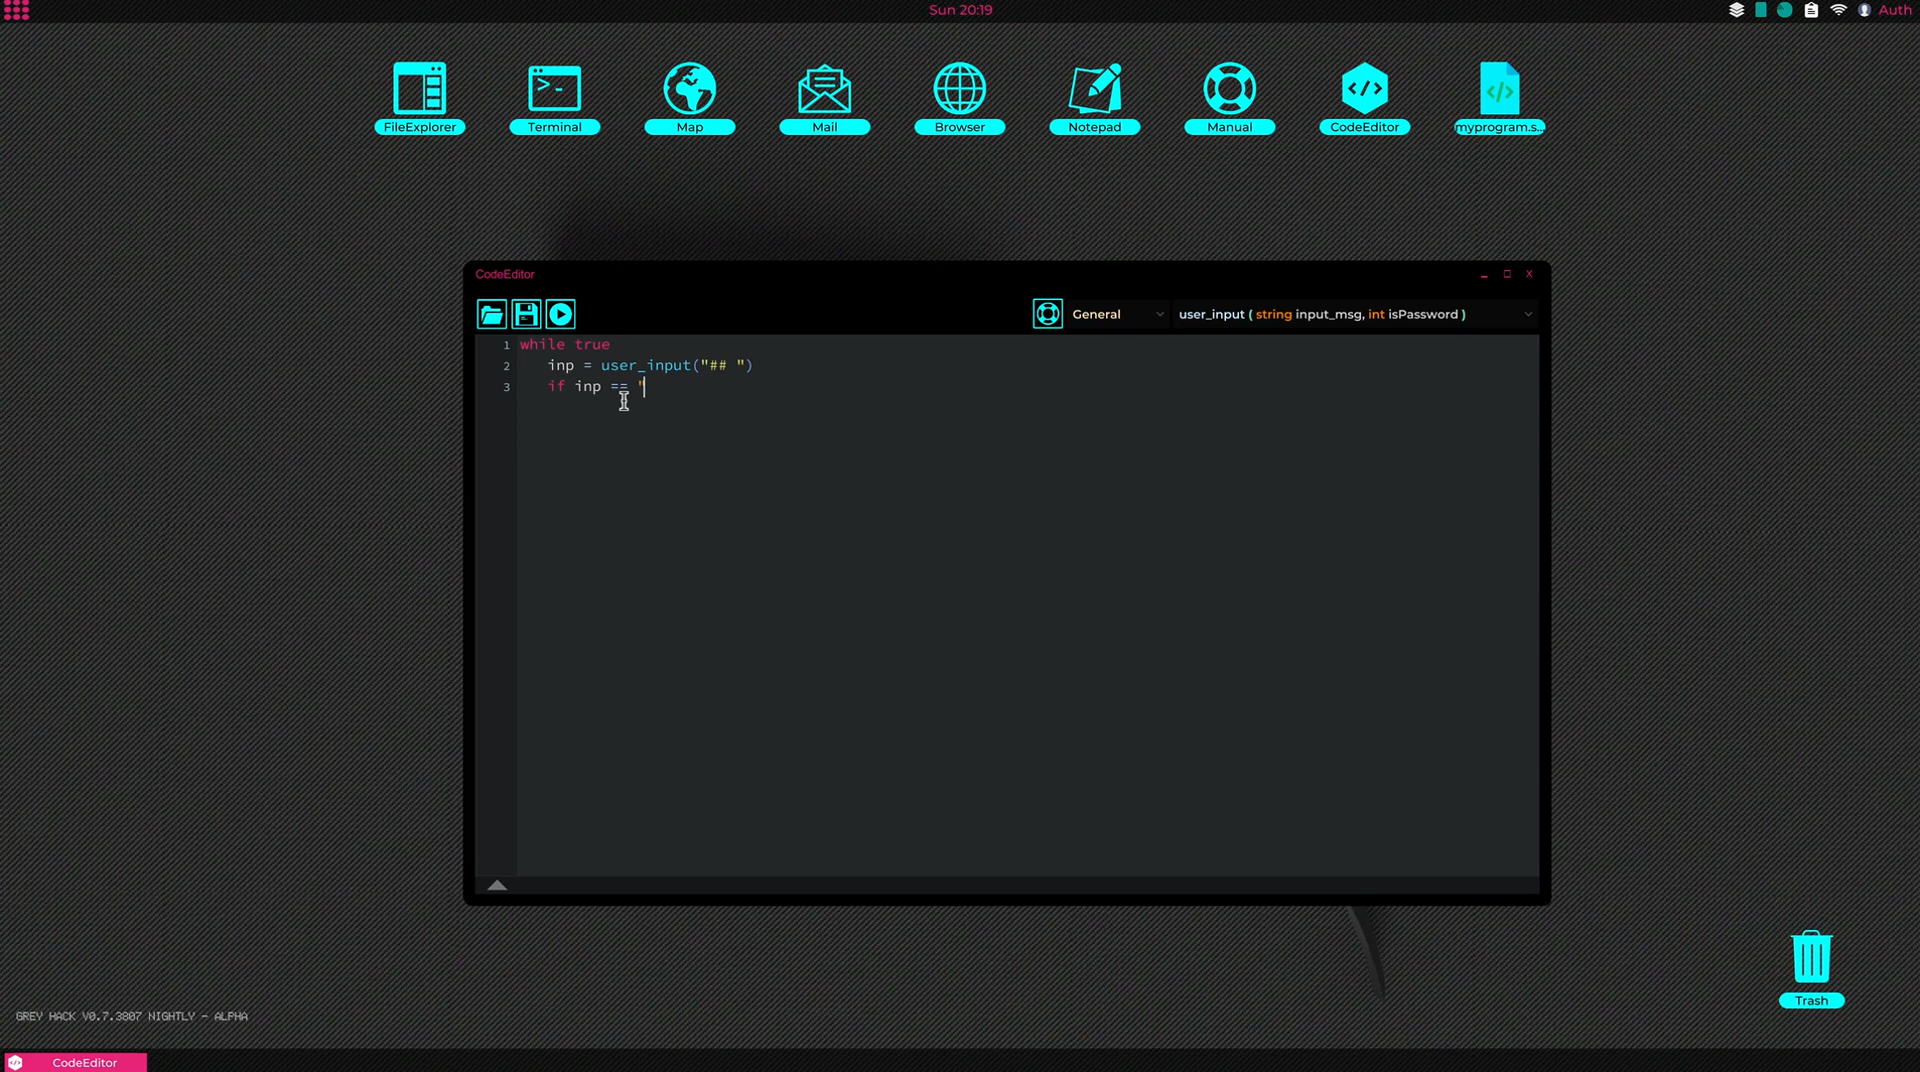 Sun 20:19
Auth
FileExplorer
Terminal
Map
Mail
Browser
Notepad
Manual
CodeEditor
myprogram.s...
CodeEditor
General
user_input ( string input_msg, int isPassword )
1 while true
2 inp = user_input("## ")
3 if inp == "
Trash
GREY HACK V0.7.3807 NIGHTLY - ALPHA
CodeEditor